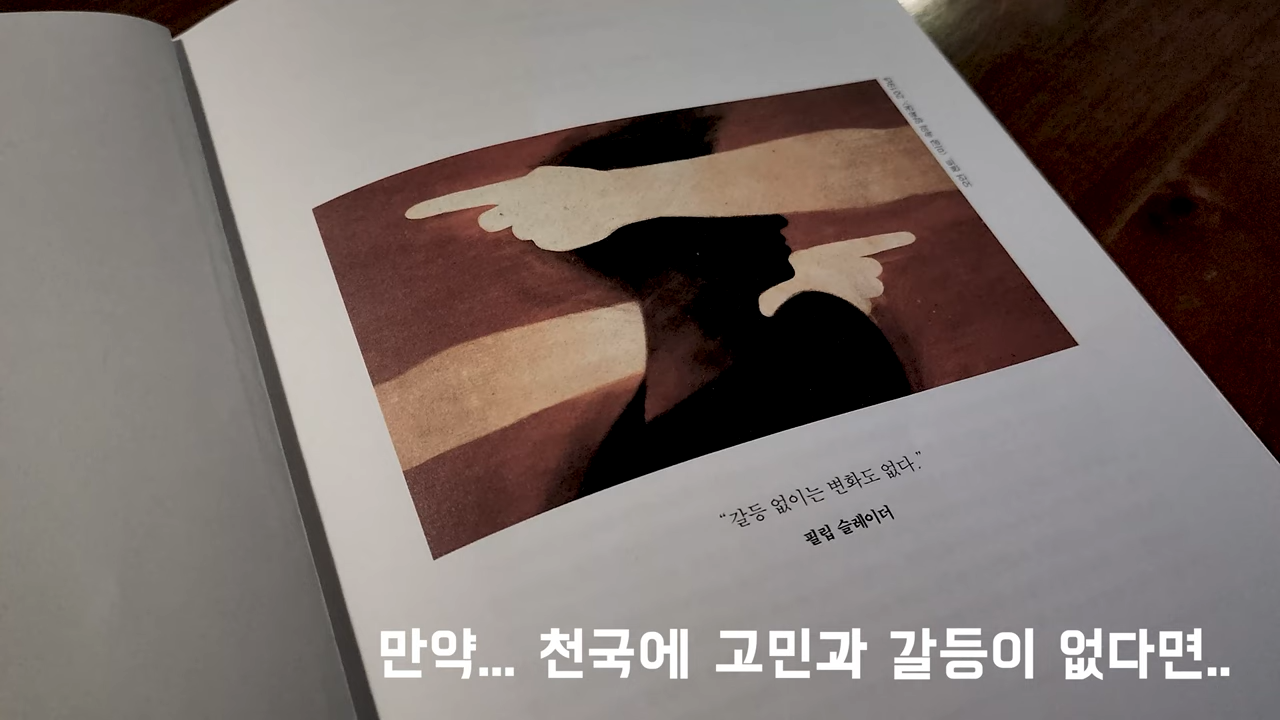 “갈등 없이는 변화도 없다.”
필립 슬레이더
만약... 천국에 고민과 갈등이 없다면..